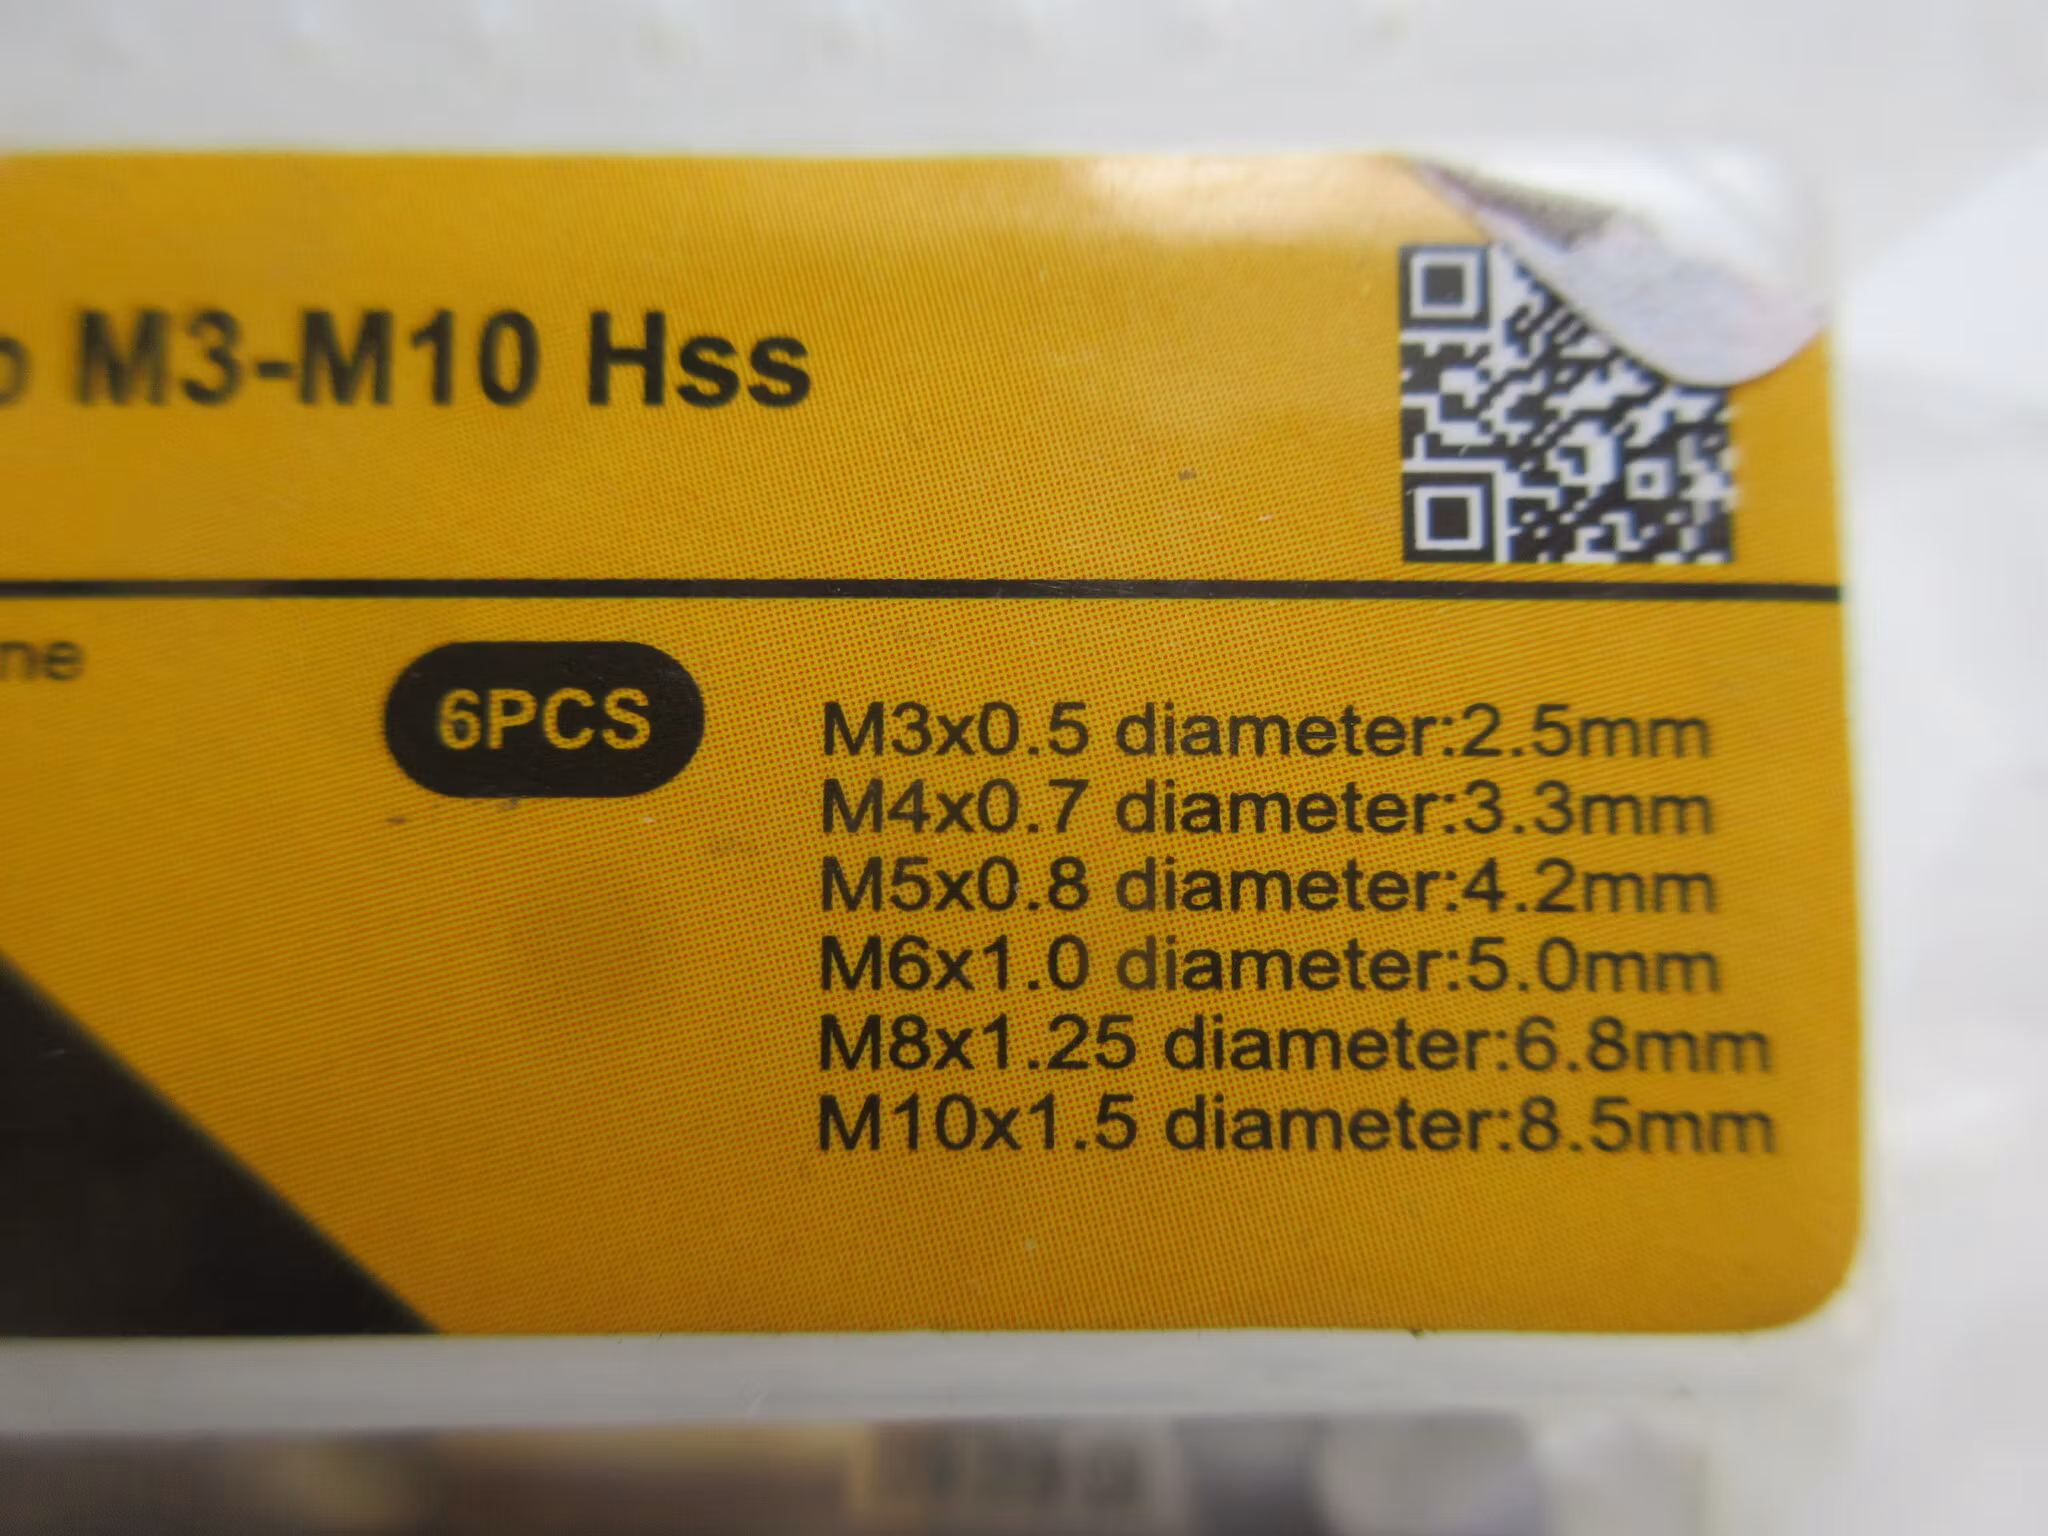 M3-M10 Hss
ne
6PCS
M3x0.5 diameter:2.5mm
M4x0.7 diameter:3.3mm
M5x0.8 diameter:4.2mm
M6x1.0 diameter:5.0mm
M8x1.25 diameter:6.8mm
M10x1.5 diameter:8.5mm